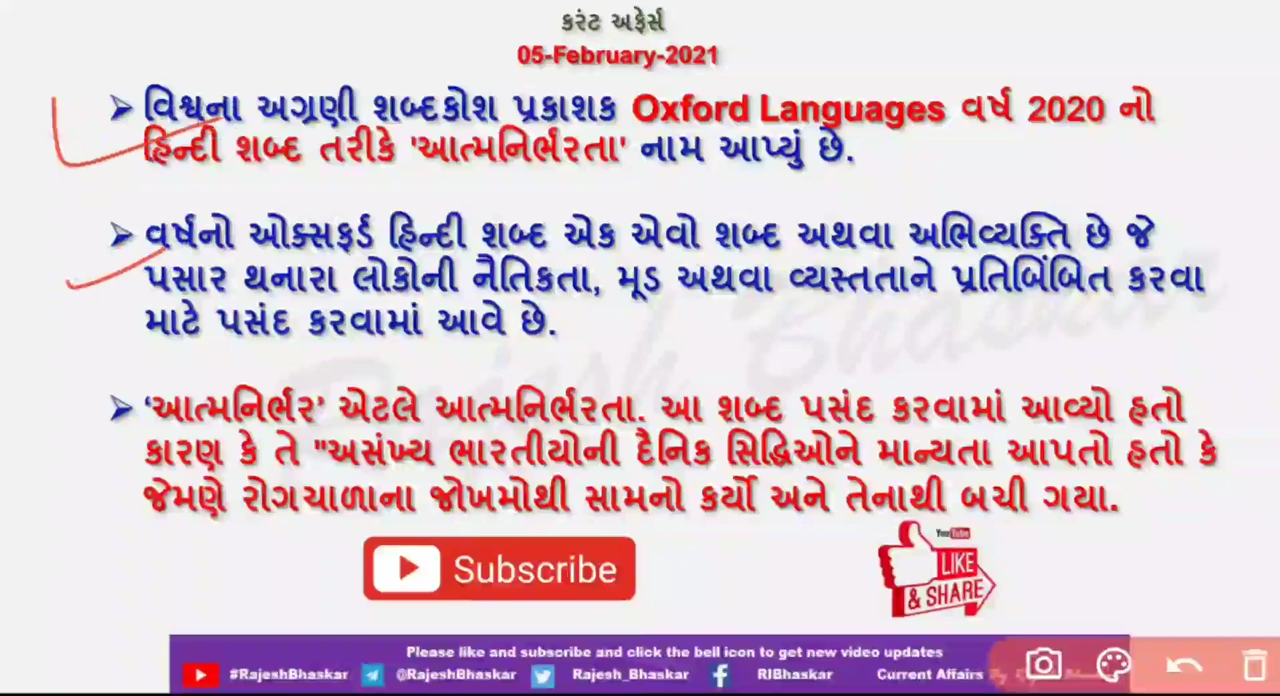 કરંટ અફેર્સ
05-February-2021
➢ વિશ્વના અગ્રણી શબ્દકોશ પ્રકાશક Oxford Languages વર્ષ 2020 નો
હિન્દી શબ્દ તરીકે 'આત્મનિર્ભરતા' નામ આપ્યું છે.
➢ વર્ષનો ઓક્સફર્ડ હિન્દી શબ્દ એક એવો શબ્દ અથવા અભિવ્યક્તિ છે જે
પસાર થનારા લોકોની નૈતિકતા, મૂડ અથવા વ્યસ્તતાને પ્રતિબિંબિત કરવા
માટે પસંદ કરવામાં આવે છે.
➢ ‘આત્મનિર્ભર’ એટલે આત્મનિર્ભરતા. આ શબ્દ પસંદ કરવામાં આવ્યો હતો
કારણ કે તે "અસંખ્ય ભારતીયોની દૈનિક સિદ્ધિઓને માન્યતા આપતો હતો કે
જેમણે રોગચાળાના જોખમોથી સામનો કર્યો અને તેનાથી બચી ગયા.
Rajesh Bhaskar
Subscribe
YouTube
LIKE
& SHARE
Please like and subscribe and click the bell icon to get new video updates
#RajeshBhaskar @RajeshBhaskar Rajesh_Bhaskar RIBhaskar Current Affairs